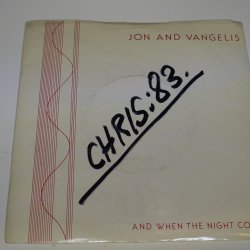 JON AND VANGELIS
CHRIS:83.
AND WHEN THE NIGHT CO